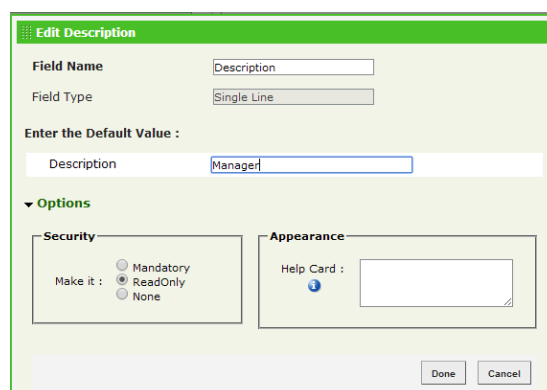 Edit Description
Field Name Description
Field Type Single Line
Enter the Default Value :
Description Manager
Options
Security
Make it :
Mandatory
ReadOnly
None
Appearance
Help Card :
Done Cancel